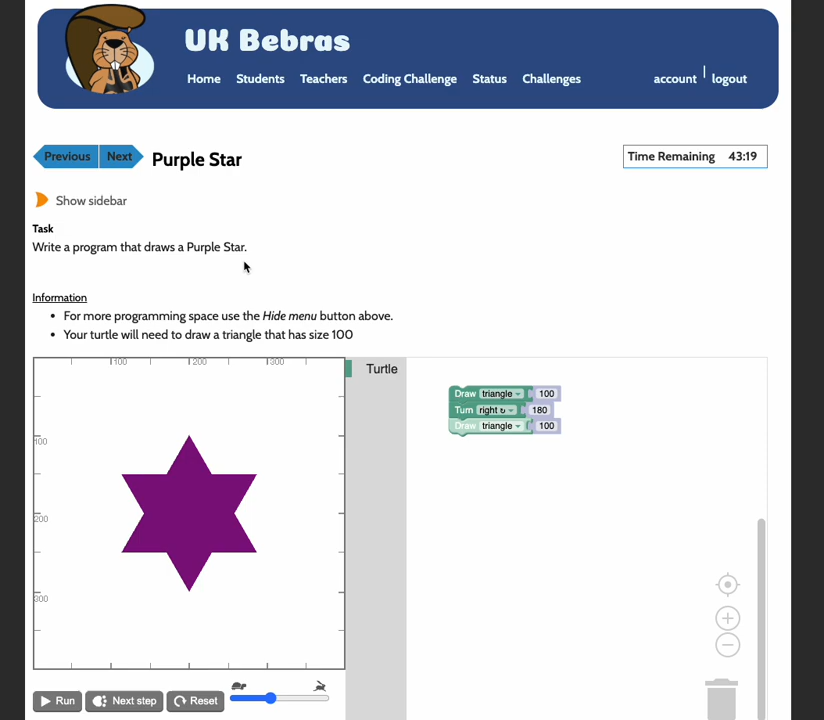 UK Bebras
Home Students Teachers Coding Challenge Status Challenges account logout
Previous Next Purple Star Time Remaining 43:19
Show sidebar
Task
Write a program that draws a Purple Star.
Information
• For more programming space use the Hide menu button above.
• Your turtle will need to draw a triangle that has size 100
100 200 300
Turtle
Draw triangle 100
Turn right ↻ 180
Draw triangle 100
100
200
300
Run Next step Reset